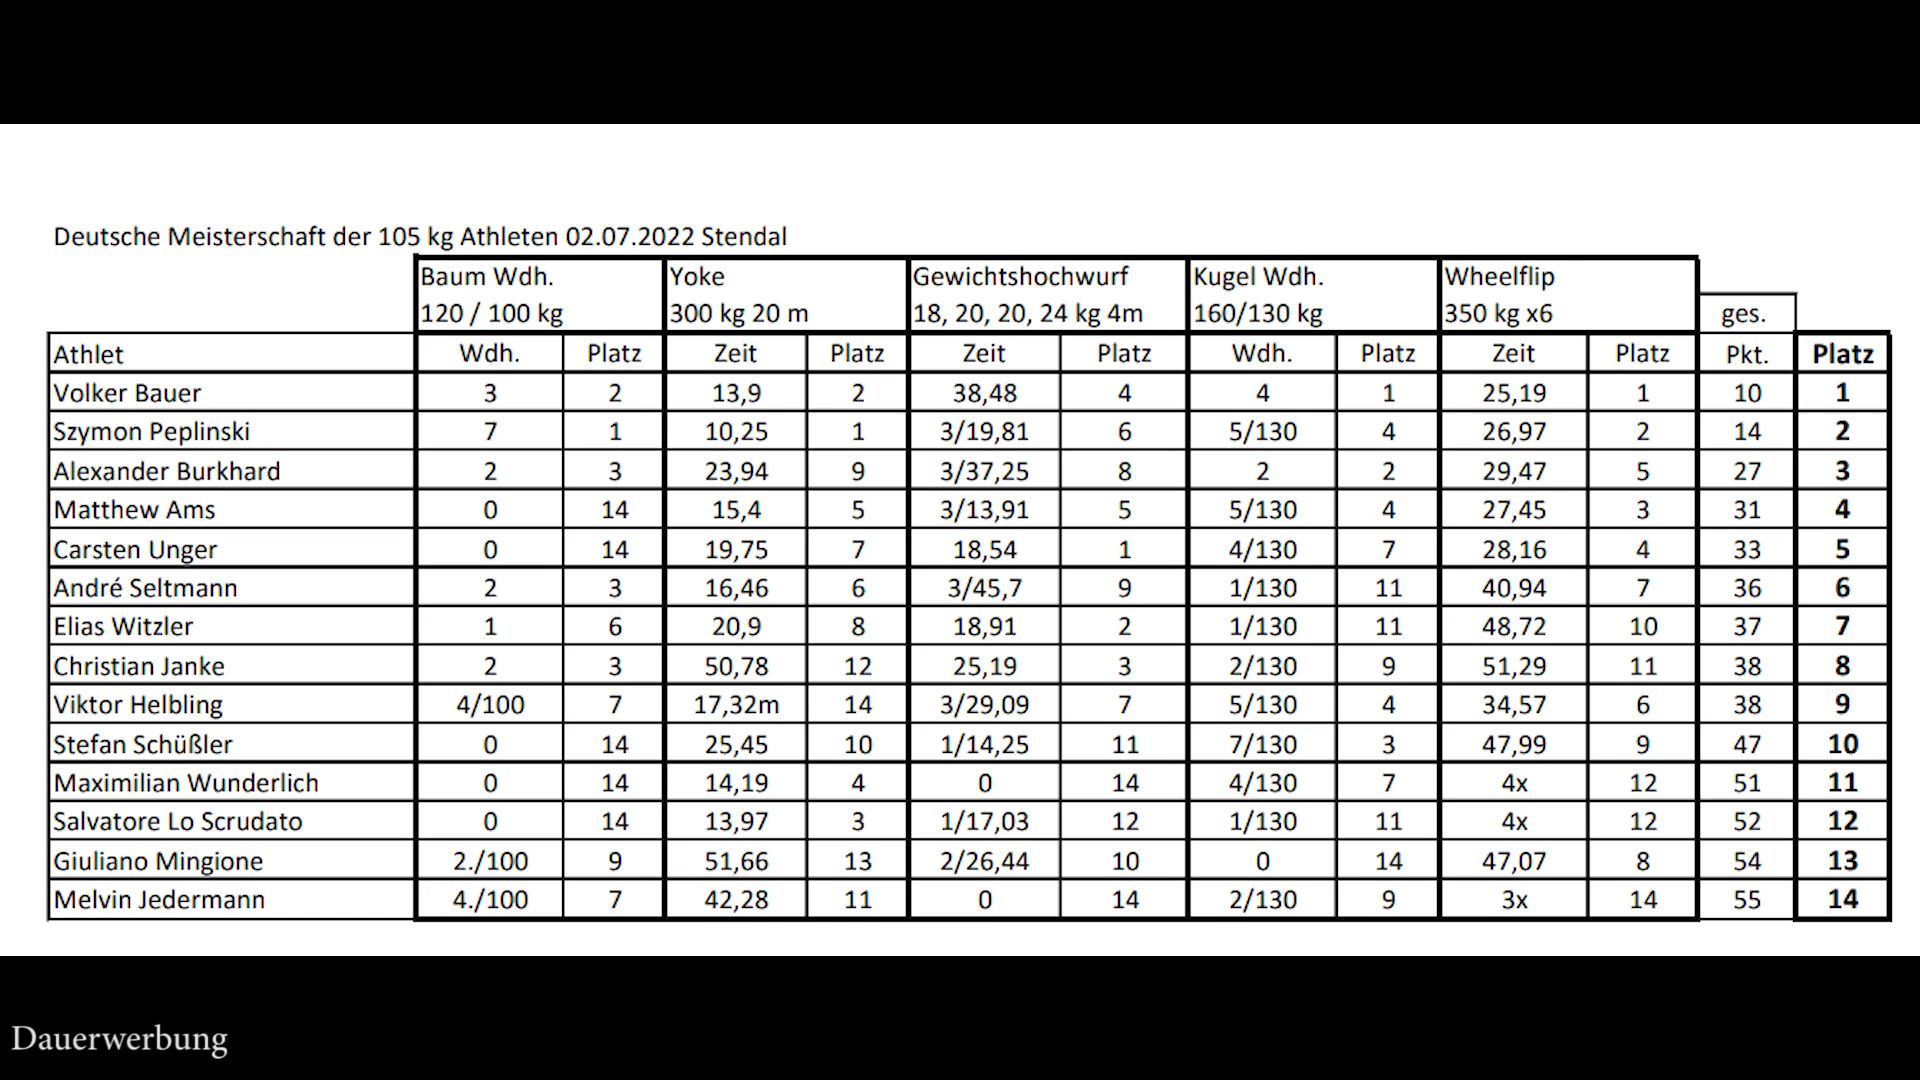 Deutsche Meisterschaft der 105 kg Athleten 02.07.2022 Stendal
Baum Wdh. Yoke Gewichtshochwurf Kugel Wdh. Wheelflip
120 / 100 kg 300 kg 20 m 18, 20, 20, 24 kg 4m 160/130 kg 350 kg x6 ges.
Athlet Wdh. Platz Zeit Platz Zeit Platz Wdh. Platz Zeit Platz Pkt. Platz
Volker Bauer 3 2 13,9 2 38,48 4 4 1 25,19 1 10 1
Szymon Peplinski 7 1 10,25 1 3/19,81 6 5/130 4 26,97 2 14 2
Alexander Burkhard 2 3 23,94 9 3/37,25 8 2 2 29,47 5 27 3
Matthew Ams 0 14 15,4 5 3/13,91 5 5/130 4 27,45 3 31 4
Carsten Unger 0 14 19,75 7 18,54 1 4/130 7 28,16 4 33 5
André Seltmann 2 3 16,46 6 3/45,7 9 1/130 11 40,94 7 36 6
Elias Witzler 1 6 20,9 8 18,91 2 1/130 11 48,72 10 37 7
Christian Janke 2 3 50,78 12 25,19 3 2/130 9 51,29 11 38 8
Viktor Helbling 4/100 7 17,32m 14 3/29,09 7 5/130 4 34,57 6 38 9
Stefan Schüßler 0 14 25,45 10 1/14,25 11 7/130 3 47,99 9 47 10
Maximilian Wunderlich 0 14 14,19 4 0 14 4/130 7 4x 12 51 11
Salvatore Lo Scrudato 0 14 13,97 3 1/17,03 12 1/130 11 4x 12 52 12
Giuliano Mingione 2./100 9 51,66 13 2/26,44 10 0 14 47,07 8 54 13
Melvin Jedermann 4./100 7 42,28 11 0 14 2/130 9 3x 14 55 14
Dauerwerbung